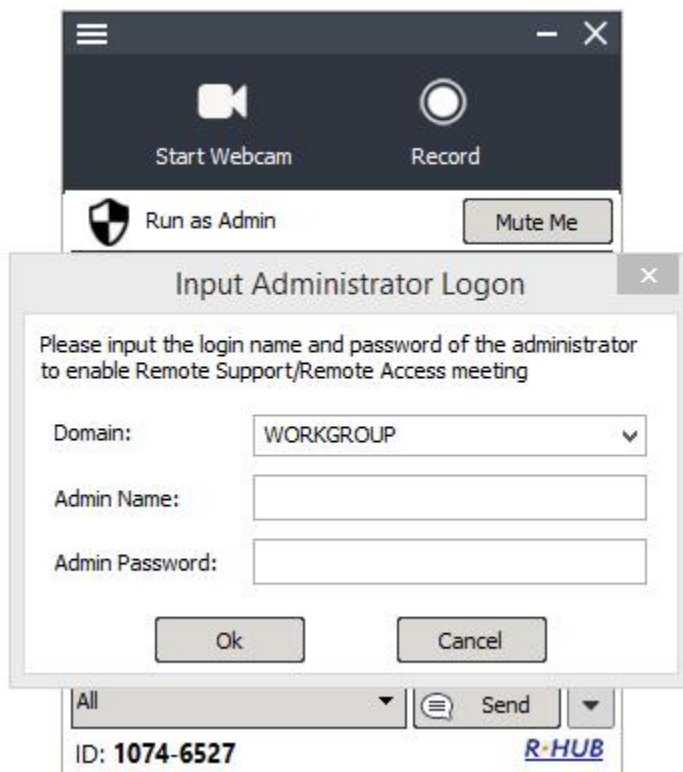 Start Webcam
Record
Run as Admin
Mute Me
Input Administrator Logon
Please input the login name and password of the administrator
to enable Remote Support/Remote Access meeting
Domain:
WORKGROUP
Admin Name:
Admin Password:
Ok
Cancel
All
Send
ID: 1074-6527
R·HUB